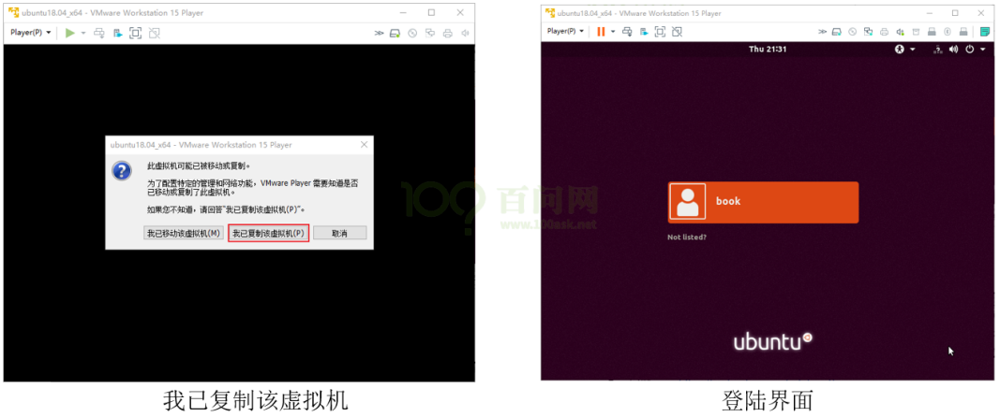 ubuntu18.04_x64 - VMware Workstation 15 Player
Player(P)
ubuntu18.04_x64 - VMware Workstation 15 Player
此虚拟机可能已被移动或复制。
为了配置特定的管理和网络功能，VMware Player 需要知道是否
已移动或复制了此虚拟机。
如果您不知道，请回答“我已复制该虚拟机(P)”。
我已移动该虚拟机(M) 我已复制该虚拟机(P) 取消
我已复制该虚拟机
ubuntu18.04_x64 - VMware Workstation 15 Player
Player(P)
Thu 21:31
book
Not listed?
ubuntu
登陆界面
100 百问网
www.100ask.net